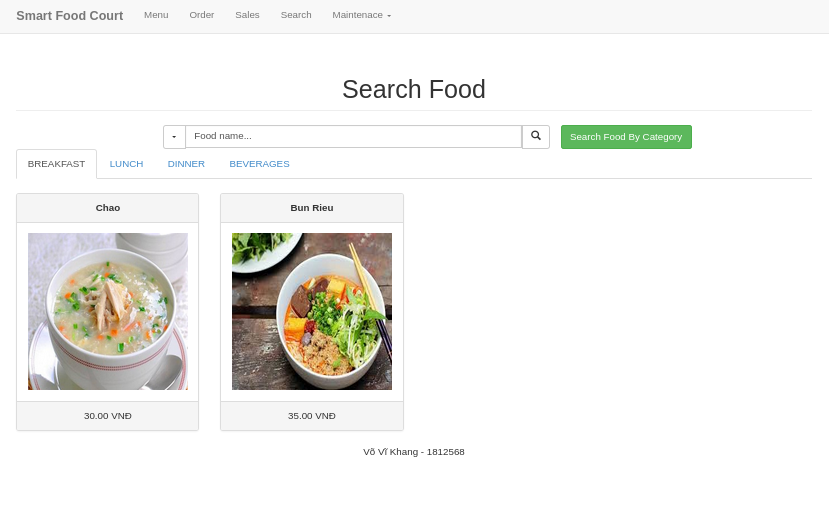 Smart Food Court Menu Order Sales Search Maintenace
Search Food
Food name... Search Food By Category
BREAKFAST LUNCH DINNER BEVERAGES
Chao Bun Rieu
30.00 VNĐ 35.00 VNĐ
Võ Vĩ Khang - 1812568